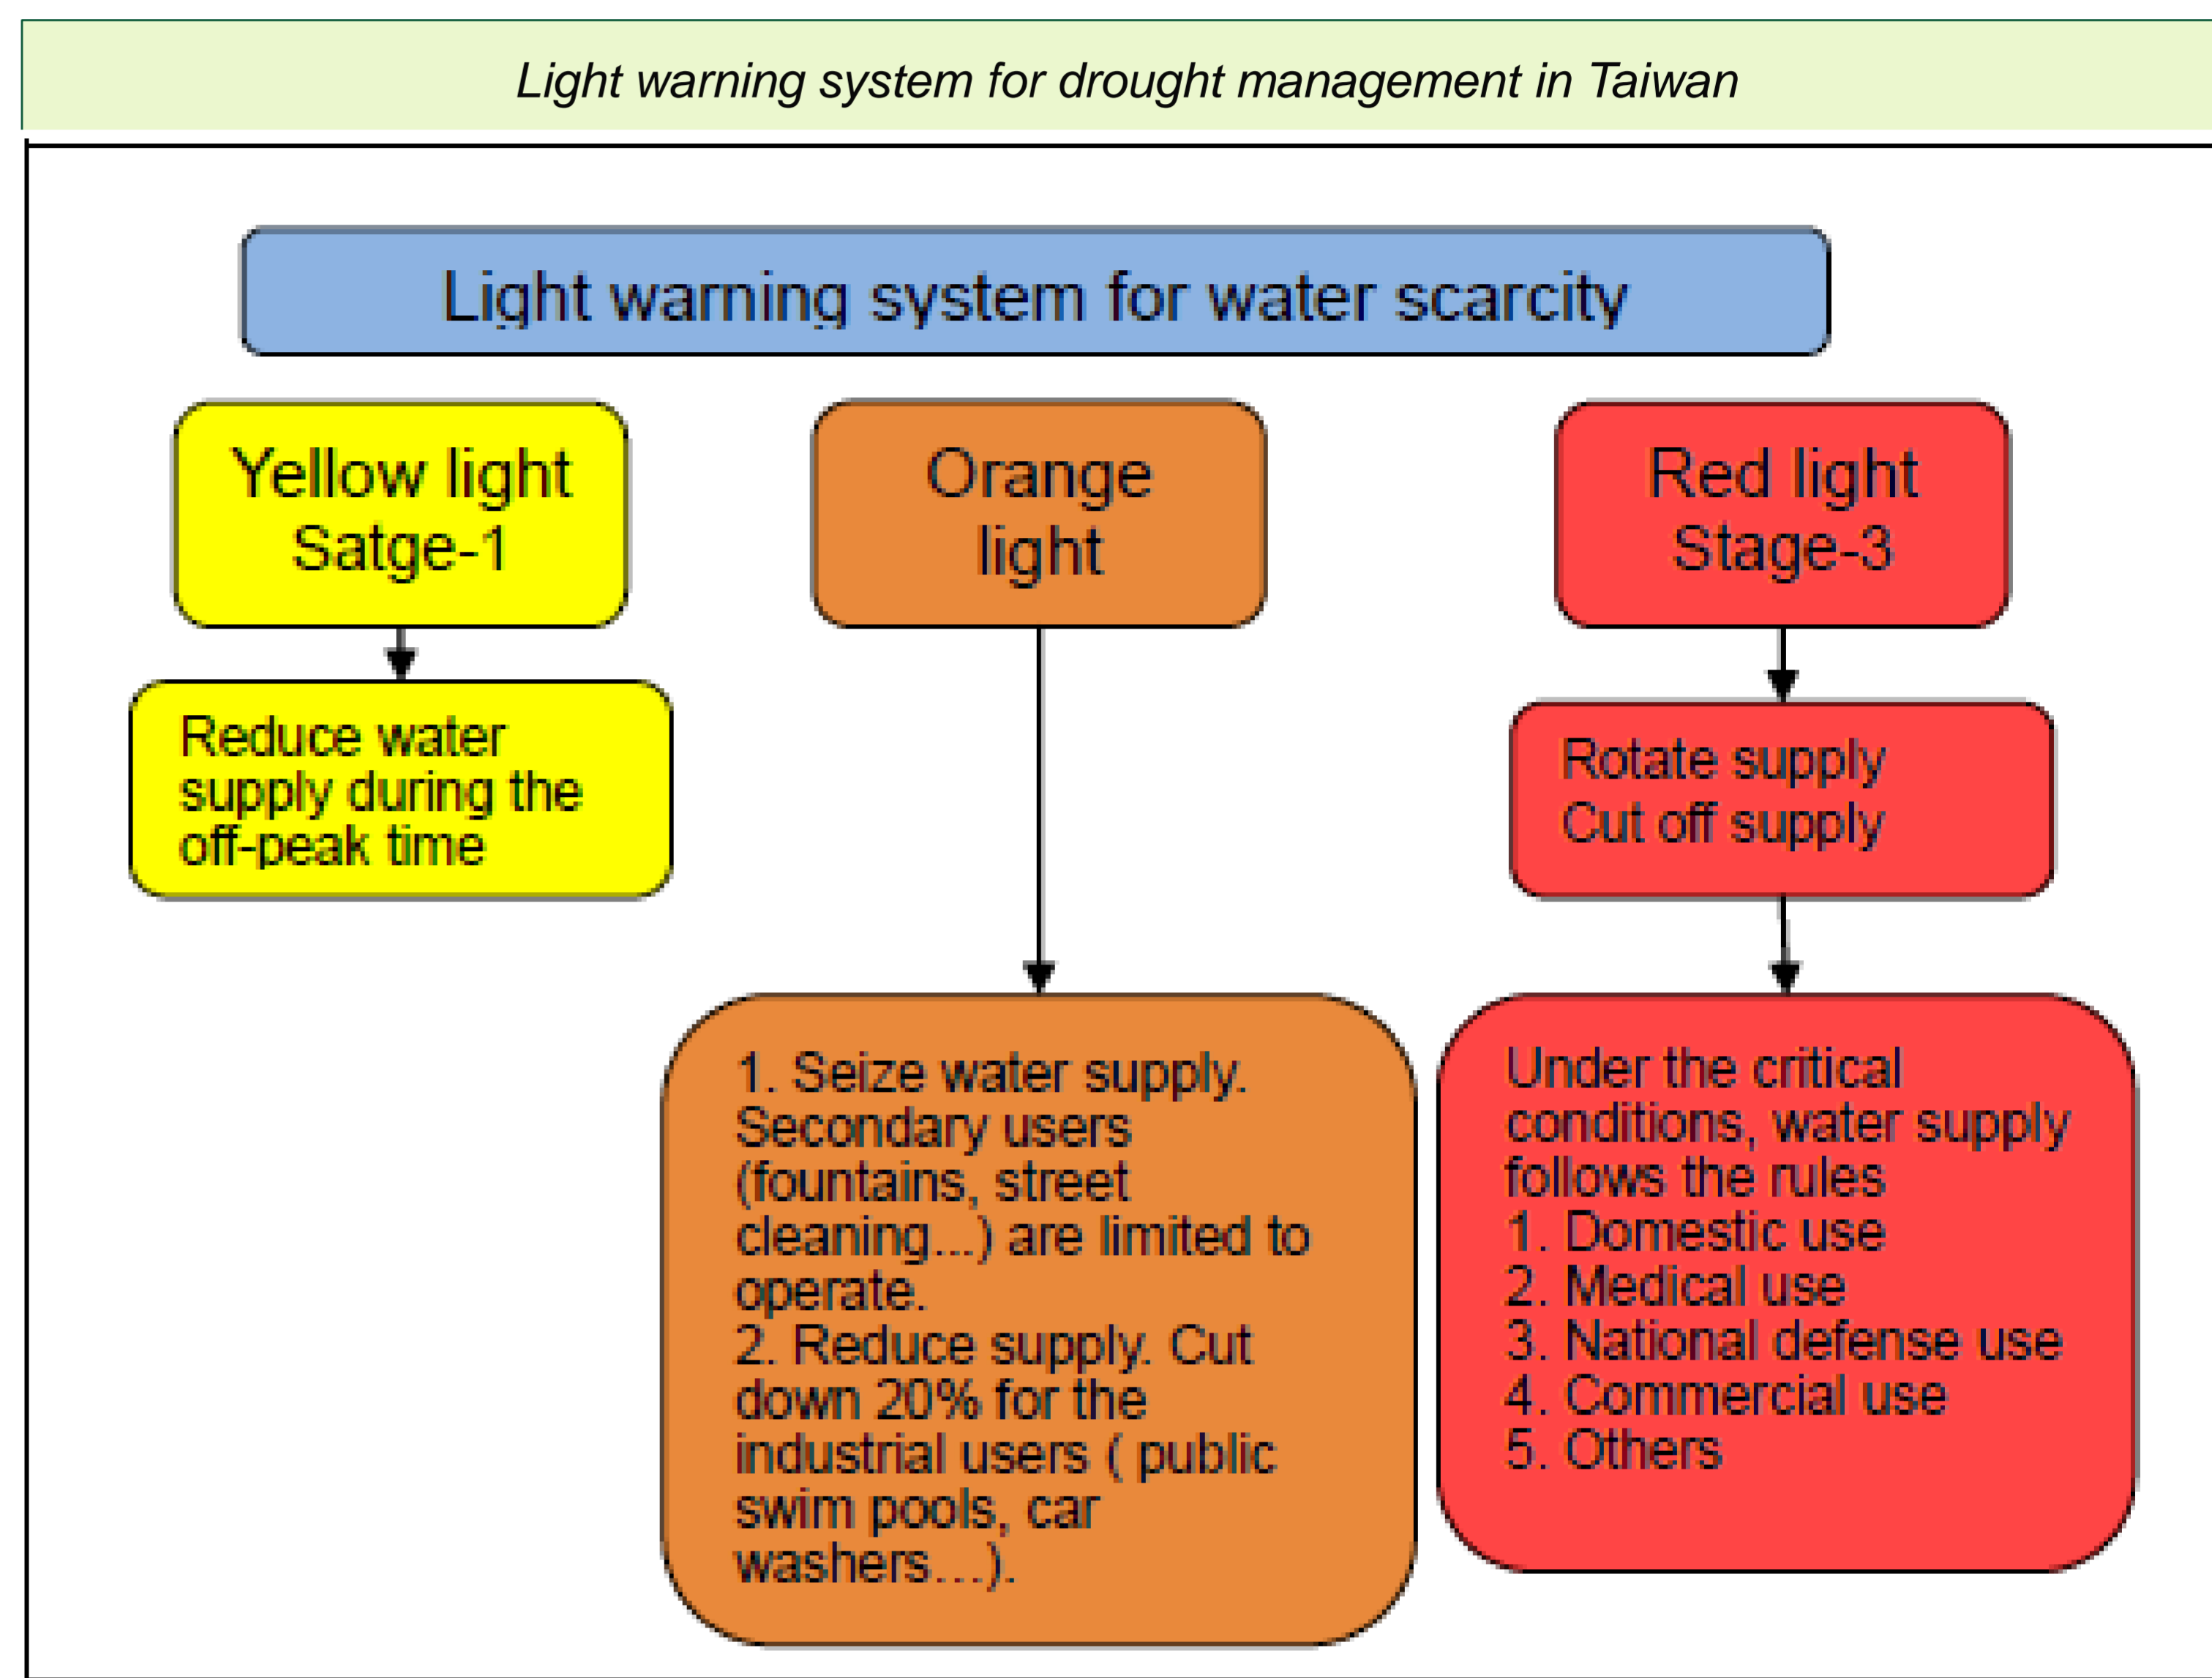 Light warning system for drought management in Taiwan
Light warning system for water scarcity
Yellow light
Satge-1
Reduce water
supply during the
off-peak time
Orange
light
1. Seize water supply.
Secondary users
(fountains, street
cleaning...) are limited to
operate.
2. Reduce supply. Cut
down 20% for the
industrial users ( public
swim pools, car
washers…).
Red light
Stage-3
Rotate supply
Cut off supply
Under the critical
conditions, water supply
follows the rules
1. Domestic use
2. Medical use
3. National defense use
4. Commercial use
5. Others